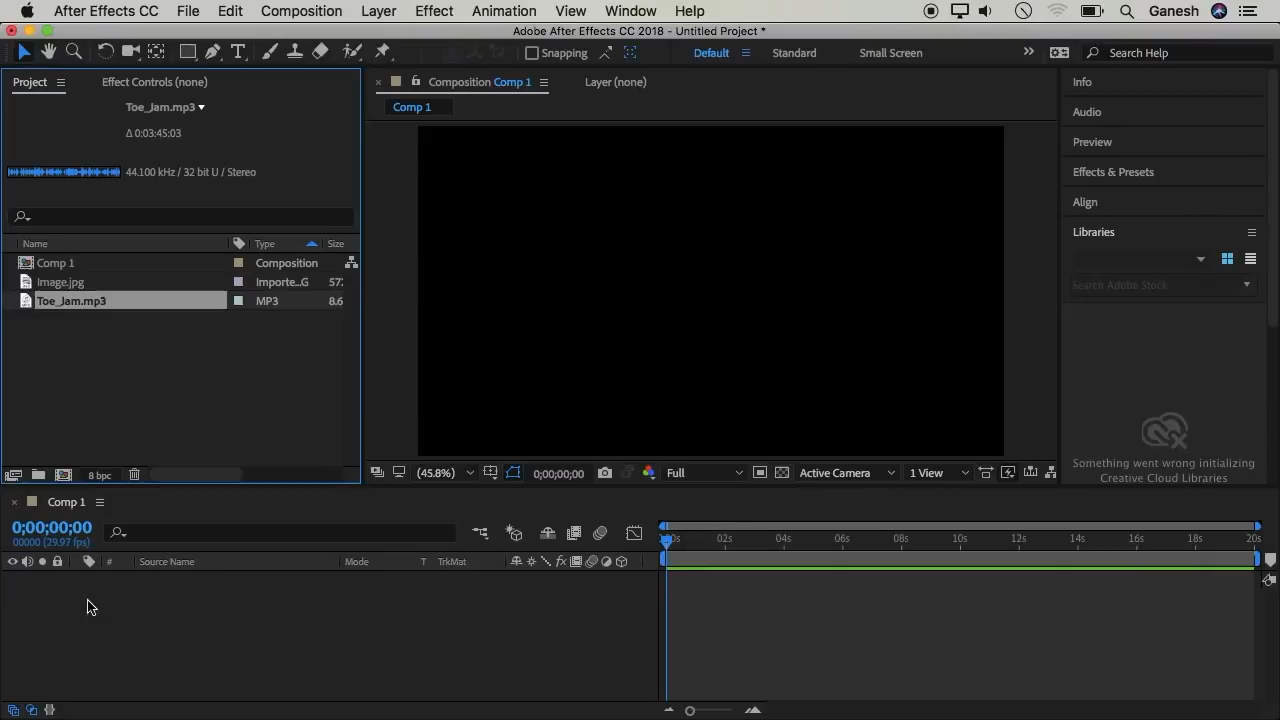 After Effects CC File Edit Composition Layer Effect Animation View Window Help Ganesh
Adobe After Effects CC 2018 - Untitled Project *
T Snapping Default Standard Small Screen » Search Help
Project Effect Controls (none) Composition Comp 1 Layer (none) Info
Toe_Jam.mp3 Comp 1 Audio
Δ 0:03:45:03 Preview
44.100 kHz / 32 bit U / Stereo Effects & Presets
Align
Libraries
Name Type Size
Comp 1 Composition
Image.jpg Importe...G 57
Toe_Jam.mp3 MP3 8.6
Search Adobe Stock
Something went wrong initializing
Creative Cloud Libraries
8 bpc (45.8%) 0;00;00;00 Full Active Camera 1 View
Comp 1
0;00;00;00
00000 (29.97 fps)
02s 04s 06s 08s 10s 12s 14s 16s 18s 20s
# Source Name Mode T TrkMat fx